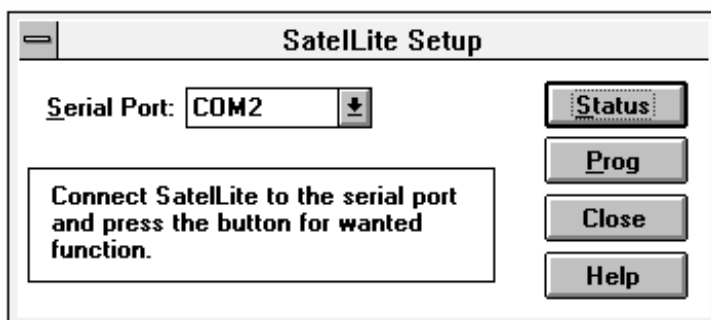 SatelLite Setup
Serial Port: COM2
Status
Prog
Connect SatelLite to the serial port
and press the button for wanted
function.
Close
Help